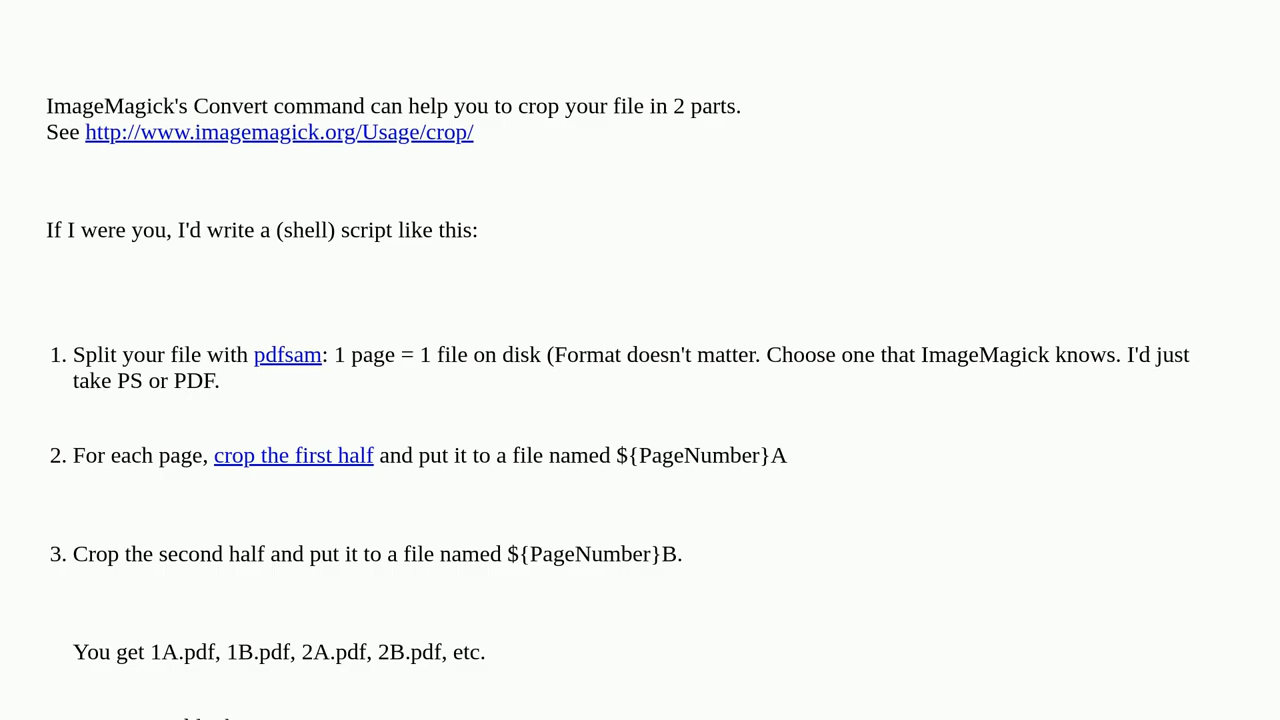 ImageMagick's Convert command can help you to crop your file in 2 parts.
See http://www.imagemagick.org/Usage/crop/
If I were you, I'd write a (shell) script like this:
1. Split your file with pdfsam: 1 page = 1 file on disk (Format doesn't matter. Choose one that ImageMagick knows. I'd just
take PS or PDF.
2. For each page, crop the first half and put it to a file named ${PageNumber}A
3. Crop the second half and put it to a file named ${PageNumber}B.
You get 1A.pdf, 1B.pdf, 2A.pdf, 2B.pdf, etc.